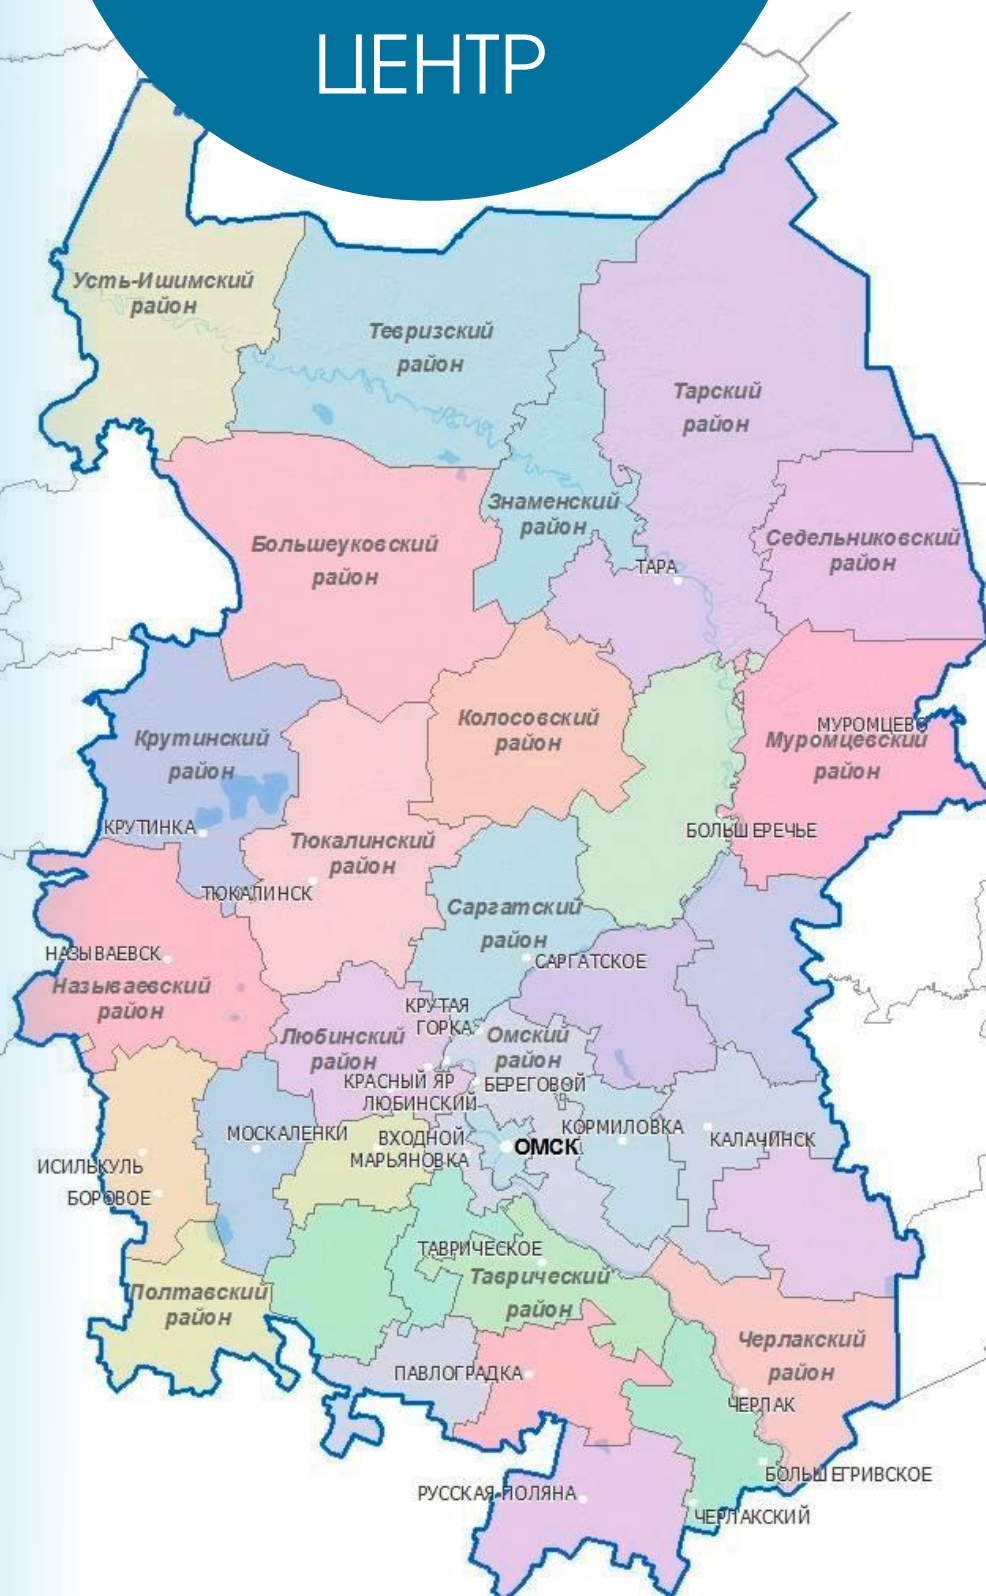 ЦЕНТР
Усть-Ишимский
район
Тевризский
район
Тарский
район
Знаменский
район
Седельниковский
район
Большеуковский
район
ТАРА
Колосовский
район
МУРОМЦЕВО
Муромцевский
район
Крутинский
район
КРУТИНКА
БОЛЬШЕРЕЧЬЕ
Тюкалинский
район
ТЮКАЛИНСК
Саргатский
район
САРГАТСКОЕ
НАЗЫВАЕВСК
Называевский
район
КРУТАЯ
ГОРКА
Любинский
район
Омский
район
КРАСНЫЙ ЯР
БЕРЕГОВОЙ
ЛЮБИНСКИЙ
МОСКАЛЕНКИ
ВХОДНОЙ
МАРЬЯНОВКА
ОМСК
КОРМИЛОВКА
КАЛАЧИНСК
ИСИЛЬКУЛЬ
БОРОВОЕ
ТАВРИЧЕСКОЕ
Таврический
район
Полтавский
район
Черлакский
район
ПАВЛОГРАДКА
ЧЕРЛАК
БОЛЬШЕГРИВСКОЕ
РУССКАЯ ПОЛЯНА
ЧЕРЛАКСКИЙ